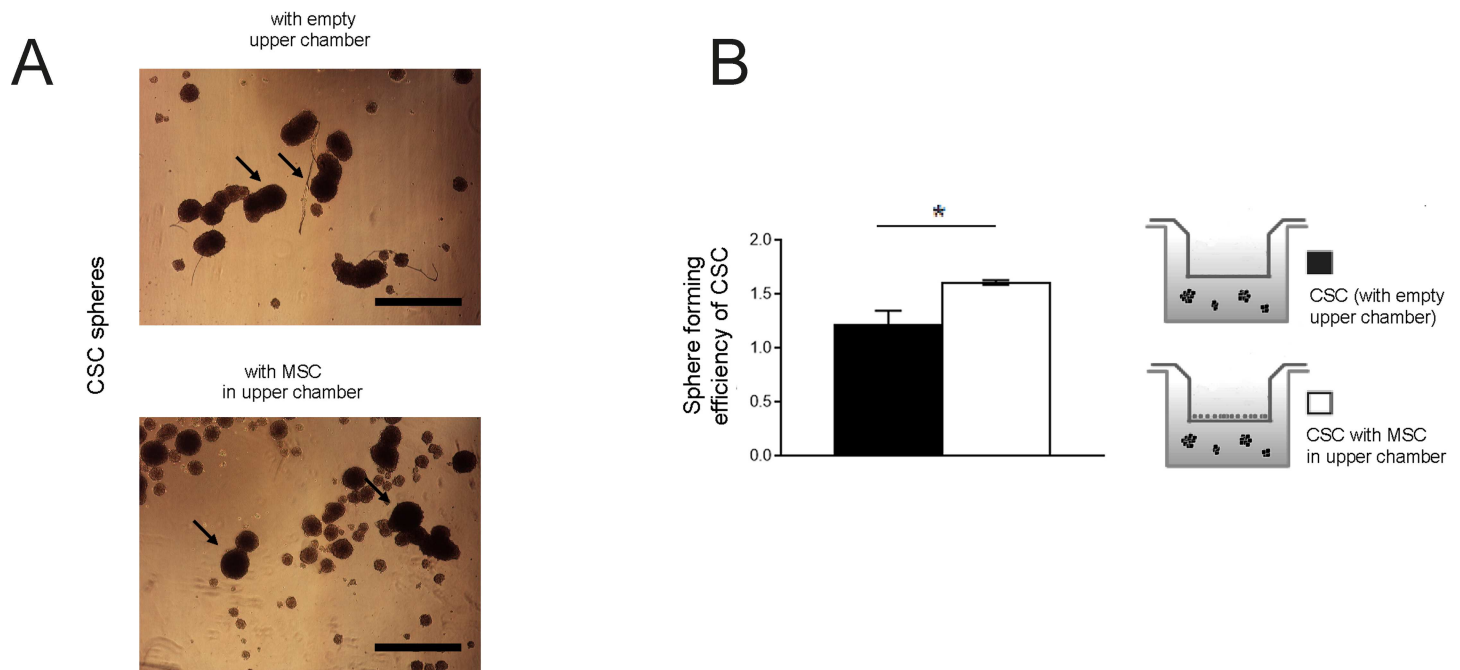 A
with empty
upper chamber
CSC spheres
with MSC
in upper chamber
B
*
Sphere forming
efficiency of CSC
2.0
1.5
1.0
0.5
0.0
CSC (with empty
upper chamber)
CSC with MSC
in upper chamber